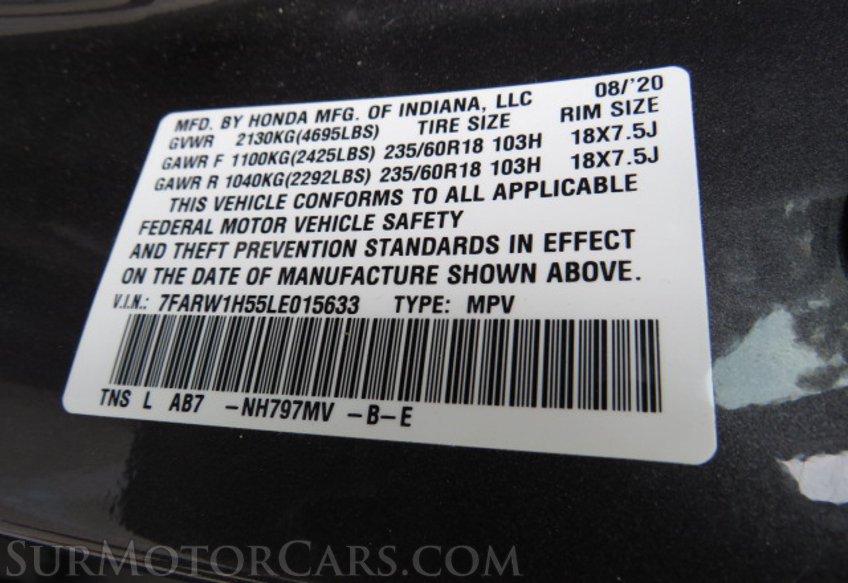 MFD. BY HONDA MFG. OF INDIANA, LLC 08/'20
GVWR 2130KG(4695LBS) TIRE SIZE RIM SIZE
GAWR F 1100KG(2425LBS) 235/60R18 103H 18X7.5J
GAWR R 1040KG(2292LBS) 235/60R18 103H 18X7.5J
THIS VEHICLE CONFORMS TO ALL APPLICABLE
FEDERAL MOTOR VEHICLE SAFETY
AND THEFT PREVENTION STANDARDS IN EFFECT
ON THE DATE OF MANUFACTURE SHOWN ABOVE.
V.I.N.: 7FARW1H55LE015633 TYPE: MPV
TNS L AB7 -NH797MV -B-E
SURMOTORCARS.COM